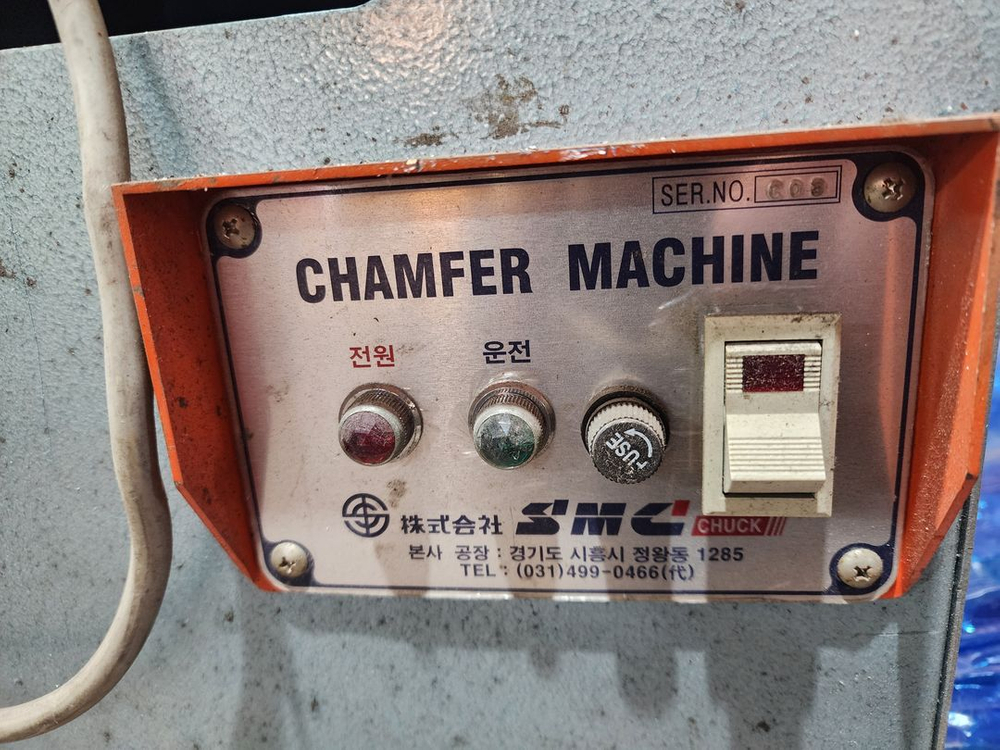 SER.NO.
CHAMFER MACHINE
전원
운전
FUSE
株式会社 SMC CHUCK
본사 공장 : 경기도 시흥시 정왕동 1285
TEL : (031)499-0466(代)